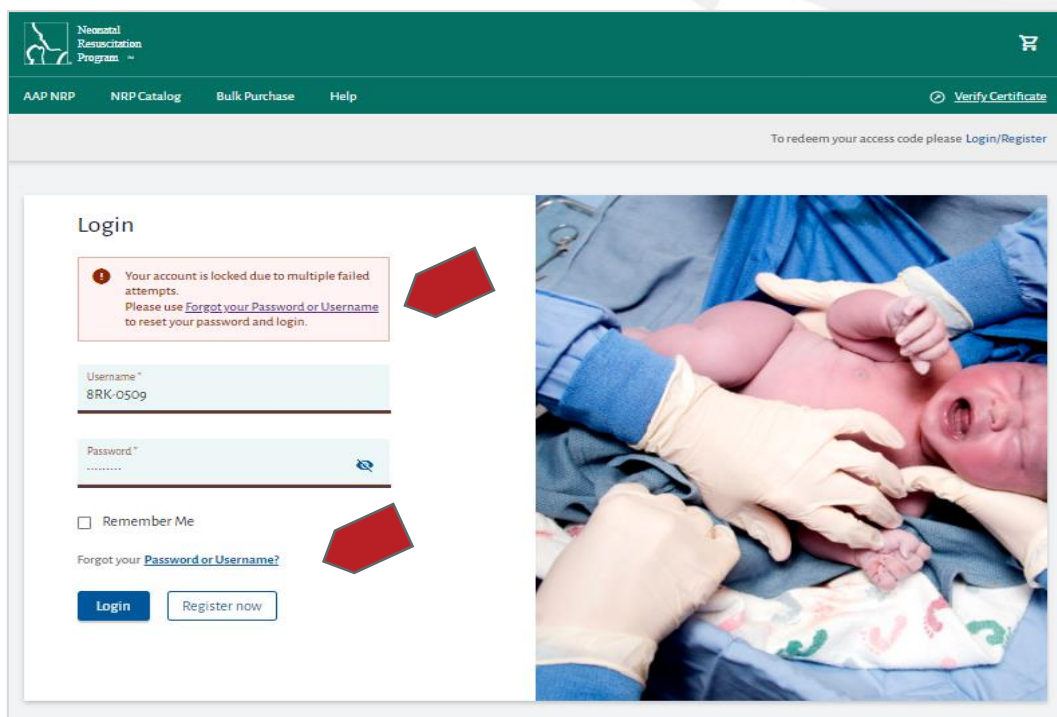 Neonatal
Resuscitation
Program ™
AAP NRP NRP Catalog Bulk Purchase Help Verify Certificate
To redeem your access code please Login/Register
Login
Your account is locked due to multiple failed
attempts.
Please use Forgot your Password or Username
to reset your password and login.
Username*
8RK-0509
Password*
·········
Remember Me
Forgot your Password or Username?
Login Register now